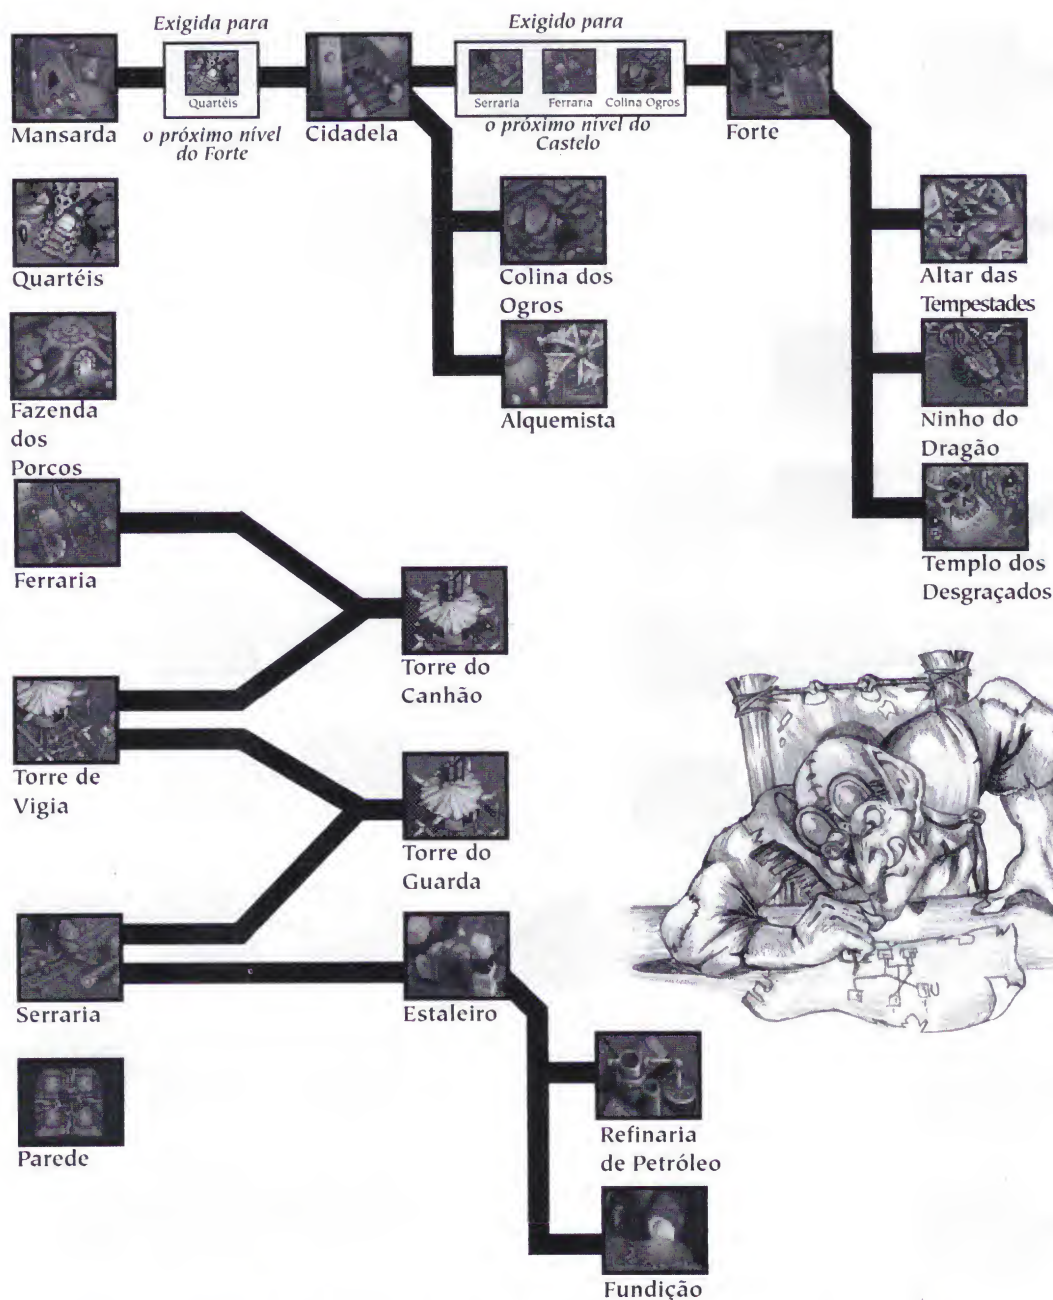 Exigida para
Quartéis
o próximo nível
do Forte
Exigido para
Serraria
Ferraria
Colina Ogros
o próximo nível do
Castelo
Mansarda
Cidadela
Forte
Quartéis
Colina dos
Ogros
Altar das
Tempestades
Fazenda
dos
Porcos
Alquemista
Ninho do
Dragão
Ferraria
Templo dos
Desgraçados
Torre do
Canhão
Torre de
Vigia
Torre do
Guarda
Serraria
Estaleiro
Parede
Refinaria
de Petróleo
Fundição